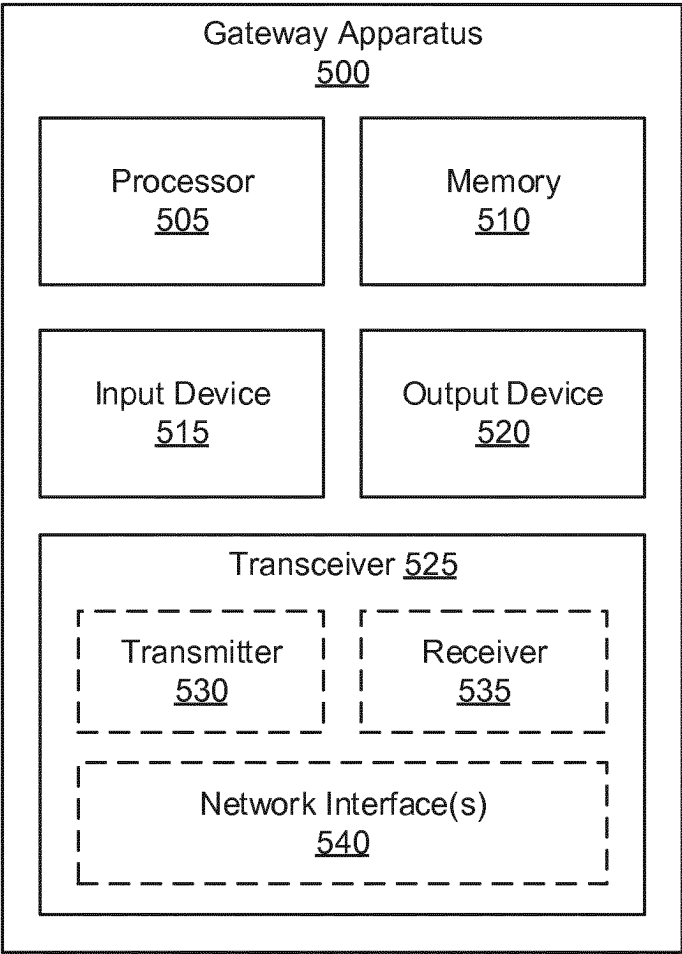 Gateway Apparatus
500
Processor
505
Memory
510
Input Device
515
Output Device
520
Transceiver 525
Transmitter
530
Receiver
535
Network Interface(s)
540